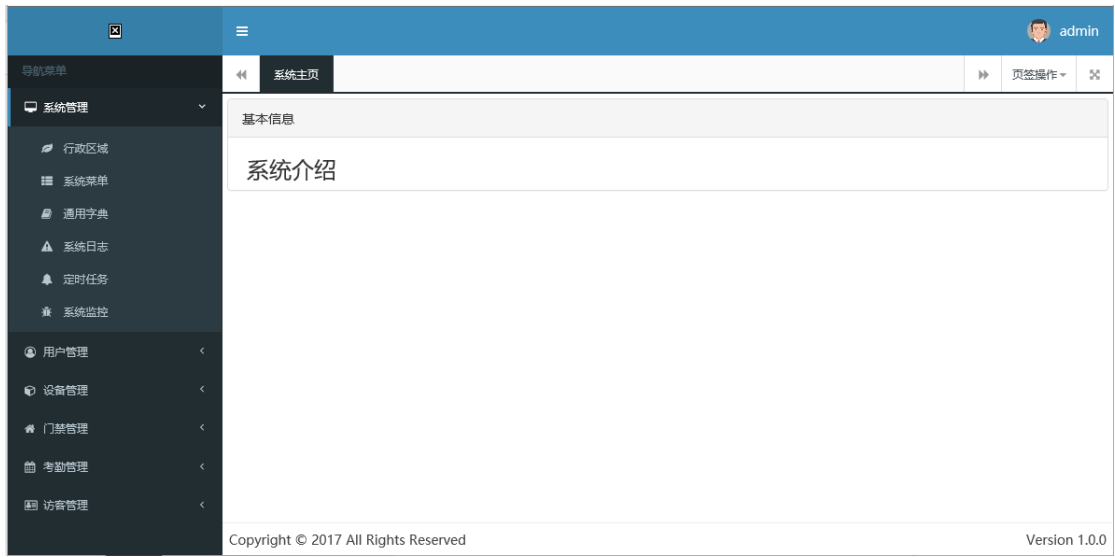 admin
导航菜单
系统主页
页签操作
系统管理
基本信息
行政区域
系统介绍
系统菜单
通用字典
系统日志
定时任务
系统监控
用户管理
设备管理
门禁管理
考勤管理
访客管理
Copyright © 2017 All Rights Reserved
Version 1.0.0